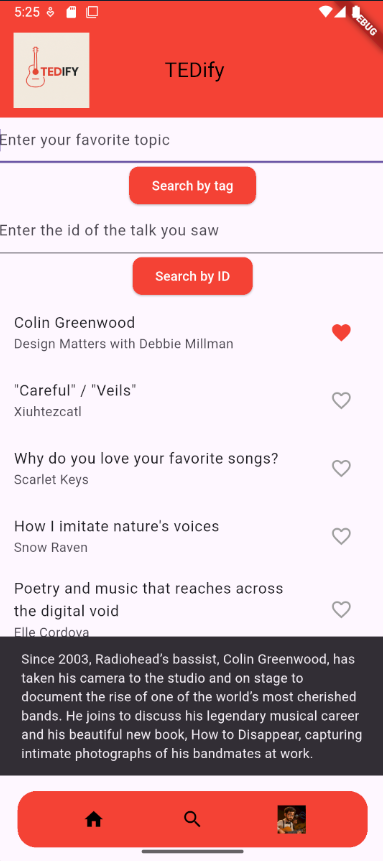 5:25
DEBUG
TEDIFY
TEDify
Enter your favorite topic
Search by tag
Enter the id of the talk you saw
Search by ID
Colin Greenwood
Design Matters with Debbie Millman
"Careful" / "Veils"
Xiuhtezcatl
Why do you love your favorite songs?
Scarlet Keys
How I imitate nature's voices
Snow Raven
Poetry and music that reaches across
the digital void
Elle Cordova
Since 2003, Radiohead's bassist, Colin Greenwood, has
taken his camera to the studio and on stage to
document the rise of one of the world's most cherished
bands. He joins to discuss his legendary musical career
and his beautiful new book, How to Disappear, capturing
intimate photographs of his bandmates at work.